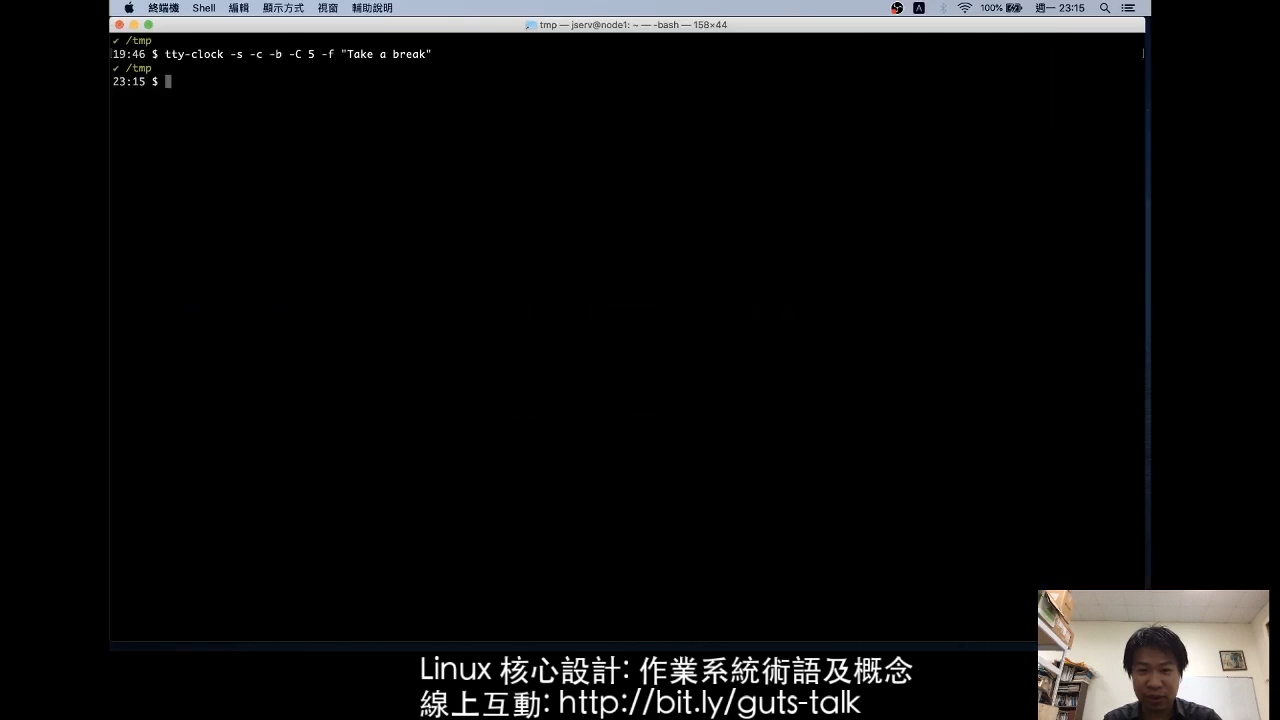 終端機 Shell 編輯 顯示方式 視窗 輔助說明 A 100% 週一 23:15
tmp — jserv@node1: ~ — -bash — 158×44
✓ /tmp
19:46 $ tty-clock -s -c -b -C 5 -f "Take a break"
✓ /tmp
23:15 $
Linux 核心設計: 作業系統術語及概念
線上互動: http://bit.ly/guts-talk